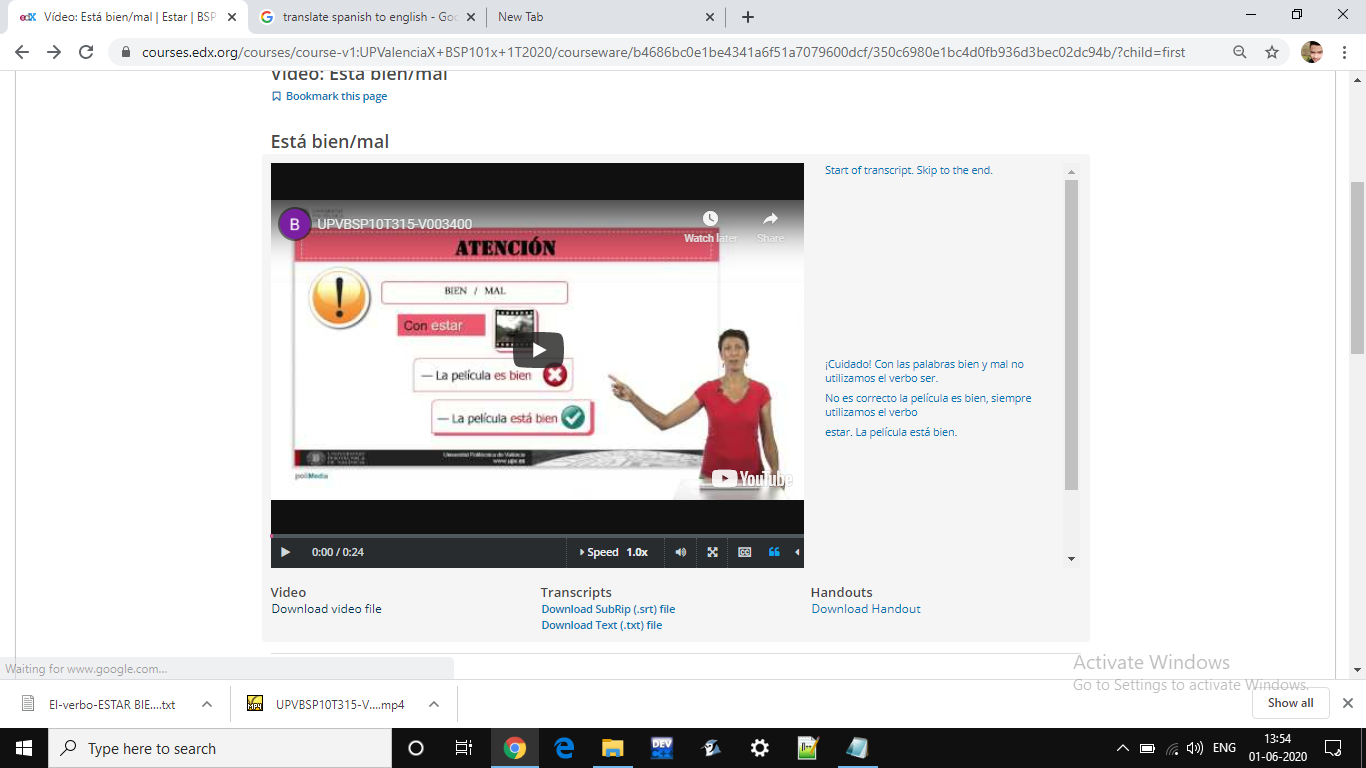 Vídeo: Está bien/mal | Estar | BSP
translate spanish to english - Goo
New Tab
courses.edx.org/courses/course-v1:UPValenciaX+BSP101x+1T2020/courseware/b4686bc0e1be4341a6f51a7079600dcf/350c6980e1bc4d0fb936d3bec02dc94b/?child=first
Vídeo: Está bien/mal
Bookmark this page
Está bien/mal
B UPVBSP10T315-V003400
Watch later
Share
ATENCIÓN
!
BIEN / MAL
Con estar
— La película es bien
— La película está bien
Universitat Politècnica de València
www.upv.es
poliMedia
YouTube
0:00 / 0:24
Speed 1.0x
CC
Start of transcript. Skip to the end.
¡Cuidado! Con las palabras bien y mal no
utilizamos el verbo ser.
No es correcto la película es bien, siempre
utilizamos el verbo
estar. La película está bien.
Video
Download video file
Transcripts
Download SubRip (.srt) file
Download Text (.txt) file
Handouts
Download Handout
Waiting for www.google.com...
Activate Windows
Go to Settings to activate Windows.
El-verbo-ESTAR BIE....txt
UPVBSP10T315-V....mp4
Show all
Type here to search
DEV
ENG
13:54
01-06-2020